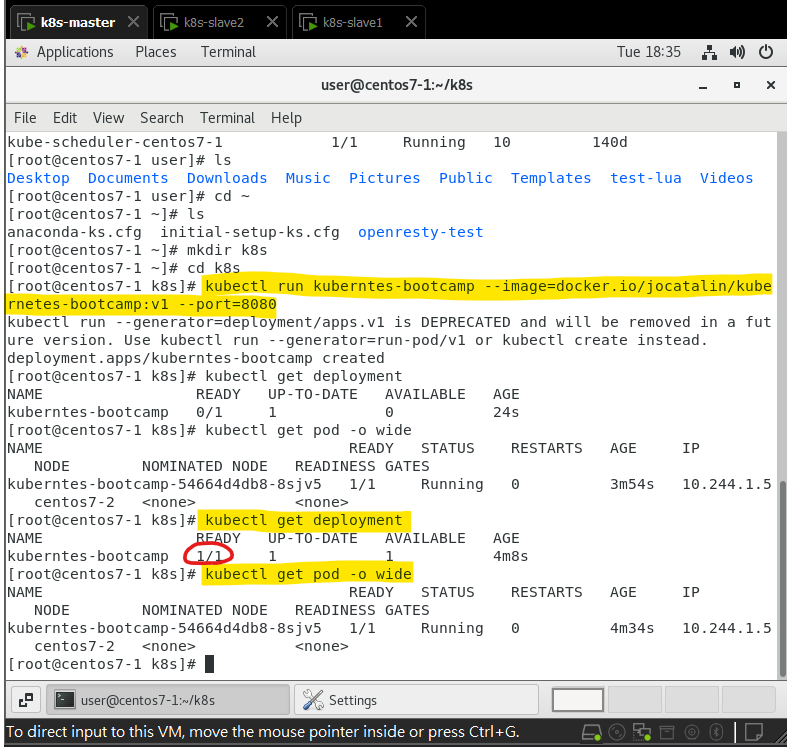 k8s-master
k8s-slave2
k8s-slave1
Applications Places Terminal Tue 18:35
user@centos7-1:~/k8s
File Edit View Search Terminal Help
kube-scheduler-centos7-1 1/1 Running 10 140d
[root@centos7-1 user]# ls
Desktop Documents Downloads Music Pictures Public Templates test-lua Videos
[root@centos7-1 user]# cd ~
[root@centos7-1 ~]# ls
anaconda-ks.cfg initial-setup-ks.cfg openresty-test
[root@centos7-1 ~]# mkdir k8s
[root@centos7-1 ~]# cd k8s
[root@centos7-1 k8s]# kubectl run kuberntes-bootcamp --image=docker.io/jocatalin/kube
rnetes-bootcamp:v1 --port=8080
kubectl run --generator=deployment/apps.v1 is DEPRECATED and will be removed in a fut
ure version. Use kubectl run --generator=run-pod/v1 or kubectl create instead.
deployment.apps/kuberntes-bootcamp created
[root@centos7-1 k8s]# kubectl get deployment
NAME READY UP-TO-DATE AVAILABLE AGE
kuberntes-bootcamp 0/1 1 0 24s
[root@centos7-1 k8s]# kubectl get pod -o wide
NAME READY STATUS RESTARTS AGE IP
NODE NOMINATED NODE READINESS GATES
kuberntes-bootcamp-54664d4db8-8sjv5 1/1 Running 0 3m54s 10.244.1.5
centos7-2 <none> <none>
[root@centos7-1 k8s]# kubectl get deployment
NAME READY UP-TO-DATE AVAILABLE AGE
kuberntes-bootcamp 1/1 1 1 4m8s
[root@centos7-1 k8s]# kubectl get pod -o wide
NAME READY STATUS RESTARTS AGE IP
NODE NOMINATED NODE READINESS GATES
kuberntes-bootcamp-54664d4db8-8sjv5 1/1 Running 0 4m34s 10.244.1.5
centos7-2 <none> <none>
[root@centos7-1 k8s]#
user@centos7-1:~/k8s
Settings
To direct input to this VM, move the mouse pointer inside or press Ctrl+G.